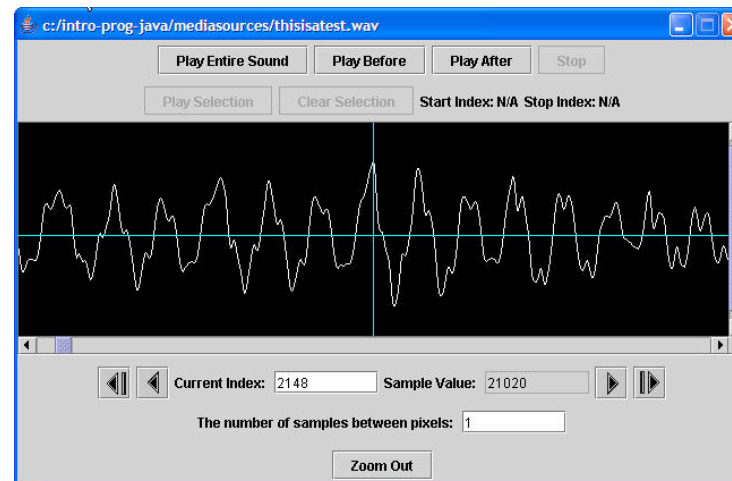 c:/intro-prog-java/mediasources/thisisatest.wav
Play Entire Sound Play Before Play After Stop
Play Selection Clear Selection Start Index: N/A Stop Index: N/A
Current Index: 2148 Sample Value: 21020
The number of samples between pixels: 1
Zoom Out